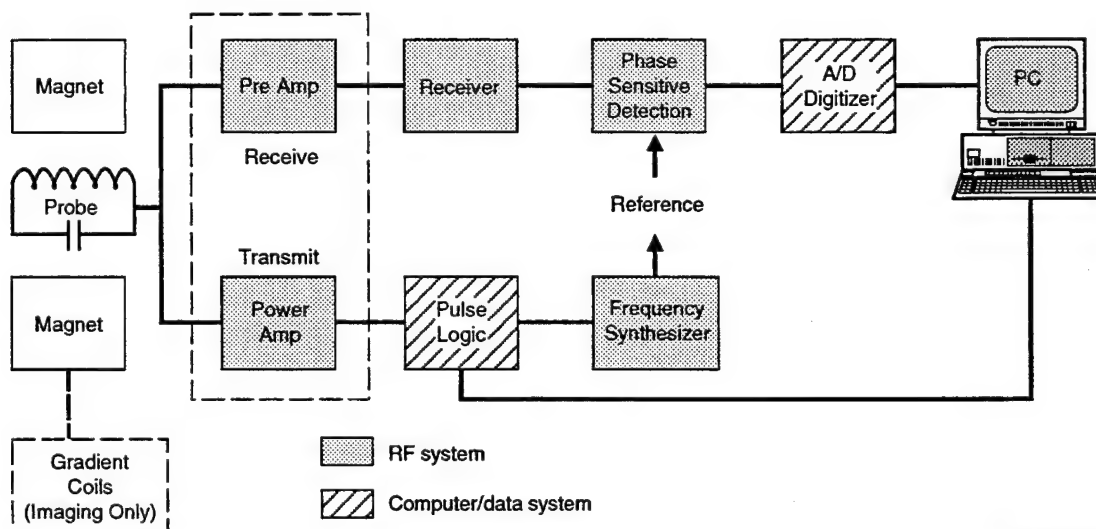 Magnet
Pre Amp
Receiver
Phase
Sensitive
Detection
A/D
Digitizer
PC
Receive
Probe
Reference
Transmit
Magnet
Power
Amp
Pulse
Logic
Frequency
Synthesizer
Gradient
Coils
(Imaging Only)
RF system
Computer/data system